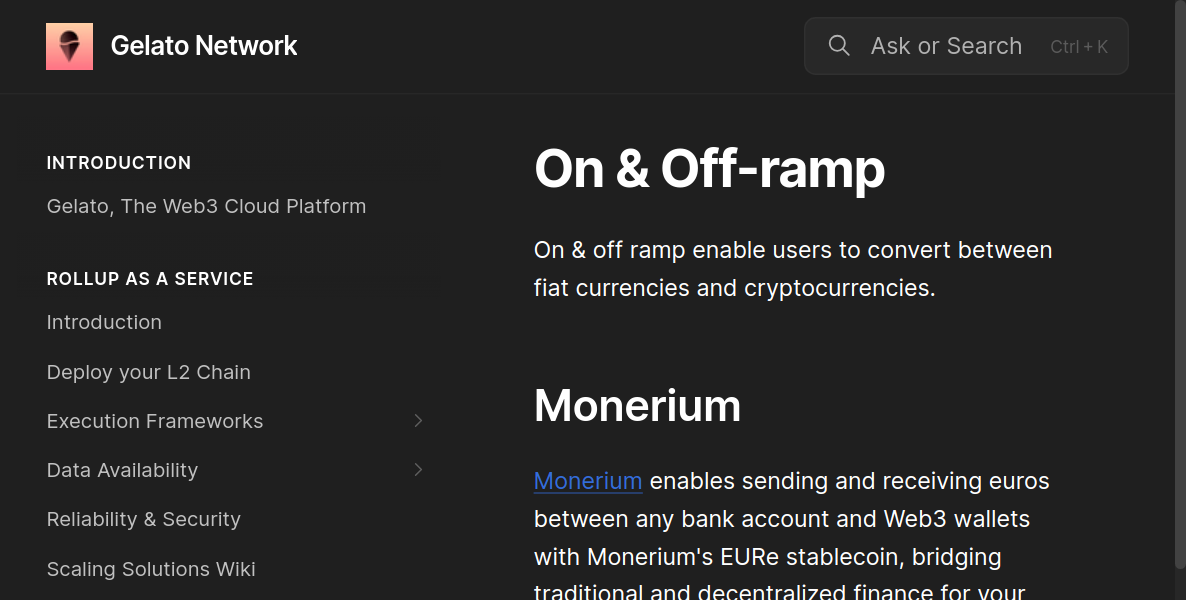 Gelato Network
Ask or Search Ctrl + K
INTRODUCTION
Gelato, The Web3 Cloud Platform
ROLLUP AS A SERVICE
Introduction
Deploy your L2 Chain
Execution Frameworks
Data Availability
Reliability & Security
Scaling Solutions Wiki
On & Off-ramp
On & off ramp enable users to convert between
fiat currencies and cryptocurrencies.
Monerium
Monerium enables sending and receiving euros
between any bank account and Web3 wallets
with Monerium's EURe stablecoin, bridging
traditional and decentralized finance for your